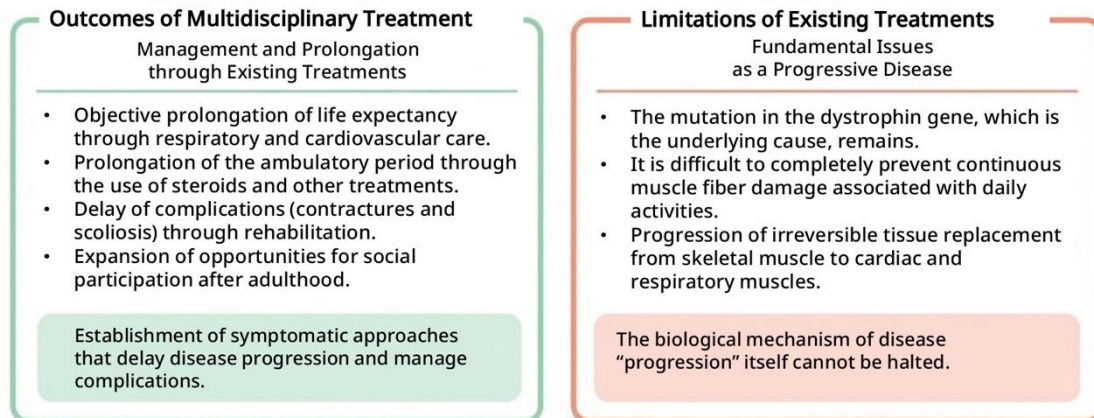 Outcomes of Multidisciplinary Treatment
Management and Prolongation
through Existing Treatments
• Objective prolongation of life expectancy
through respiratory and cardiovascular care.
• Prolongation of the ambulatory period through
the use of steroids and other treatments.
• Delay of complications (contractures and
scoliosis) through rehabilitation.
• Expansion of opportunities for social
participation after adulthood.
Establishment of symptomatic approaches
that delay disease progression and manage
complications.
Limitations of Existing Treatments
Fundamental Issues
as a Progressive Disease
• The mutation in the dystrophin gene, which is
the underlying cause, remains.
• It is difficult to completely prevent continuous
muscle fiber damage associated with daily
activities.
• Progression of irreversible tissue replacement
from skeletal muscle to cardiac and
respiratory muscles.
The biological mechanism of disease
“progression” itself cannot be halted.